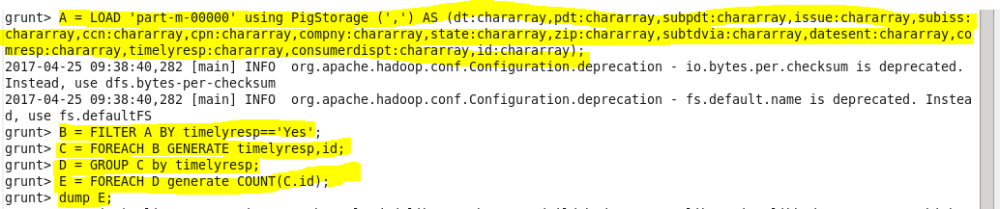 grunt> A = LOAD 'part-m-00000' using PigStorage (',') AS (dt:chararray,pdt:chararray,subpdt:chararray,issue:chararray,subiss:
chararray,ccn:chararray,cpn:chararray,compny:chararray,state:chararray,zip:chararray,subtdvia:chararray,datesent:chararray,co
mresp:chararray,timelyresp:chararray,consumerdispt:chararray,id:chararray);
2017-04-25 09:38:40,282 [main] INFO  org.apache.hadoop.conf.Configuration.deprecation - io.bytes.per.checksum is deprecated.
Instead, use dfs.bytes-per-checksum
2017-04-25 09:38:40,282 [main] INFO  org.apache.hadoop.conf.Configuration.deprecation - fs.default.name is deprecated. Instea
d, use fs.defaultFS
grunt> B = FILTER A BY timelyresp=='Yes';
grunt> C = FOREACH B GENERATE timelyresp,id;
grunt> D = GROUP C by timelyresp;
grunt> E = FOREACH D generate COUNT(C.id);
grunt> dump E;